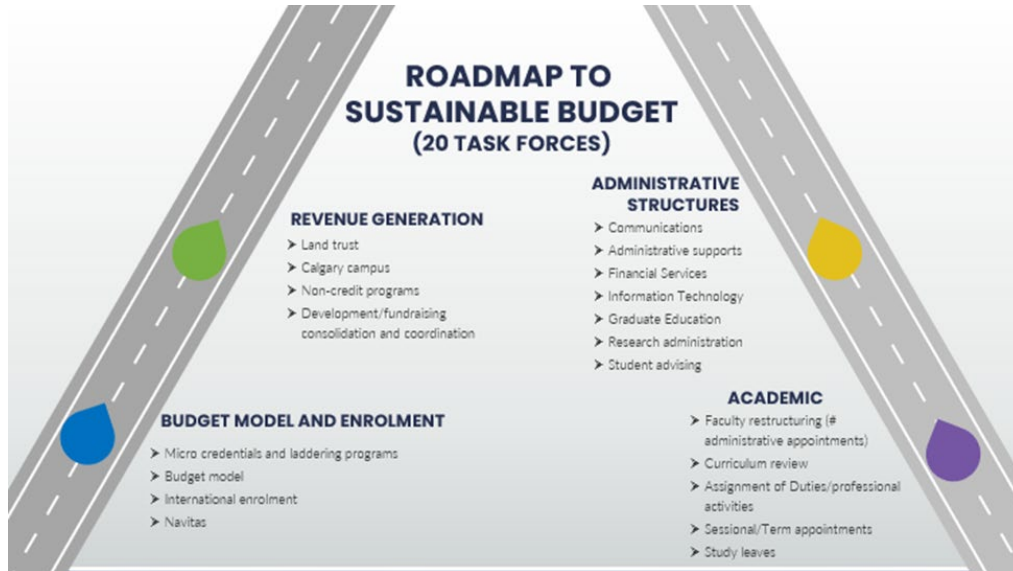 ROADMAP TO
SUSTAINABLE BUDGET
(20 TASK FORCES)
REVENUE GENERATION
➤ Land trust
➤ Calgary campus
➤ Non-credit programs
➤ Development/fundraising
consolidation and coordination
ADMINISTRATIVE
STRUCTURES
➤ Communications
➤ Administrative supports
➤ Financial Services
➤ Information Technology
➤ Graduate Education
➤ Research administration
➤ Student advising
BUDGET MODEL AND ENROLMENT
➤ Micro credentials and laddering programs
➤ Budget model
➤ International enrolment
➤ Navitas
ACADEMIC
➤ Faculty restructuring (#
administrative appointments)
➤ Curriculum review
➤ Assignment of Duties/professional
activities
➤ Sessional/Term appointments
➤ Study leaves